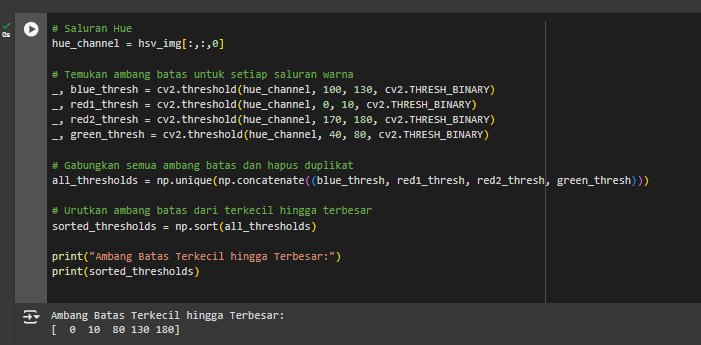 0s
# Saluran Hue
hue_channel = hsv_img[:,:,0]
# Temukan ambang batas untuk setiap saluran warna
_, blue_thresh = cv2.threshold(hue_channel, 100, 130, cv2.THRESH_BINARY)
_, red1_thresh = cv2.threshold(hue_channel, 0, 10, cv2.THRESH_BINARY)
_, red2_thresh = cv2.threshold(hue_channel, 170, 180, cv2.THRESH_BINARY)
_, green_thresh = cv2.threshold(hue_channel, 40, 80, cv2.THRESH_BINARY)
# Gabungkan semua ambang batas dan hapus duplikat
all_thresholds = np.unique(np.concatenate((blue_thresh, red1_thresh, red2_thresh, green_thresh)))
# Urutkan ambang batas dari terkecil hingga terbesar
sorted_thresholds = np.sort(all_thresholds)
print("Ambang Batas Terkecil hingga Terbesar:")
print(sorted_thresholds)
Ambang Batas Terkecil hingga Terbesar:
[  0  10  80 130 180]